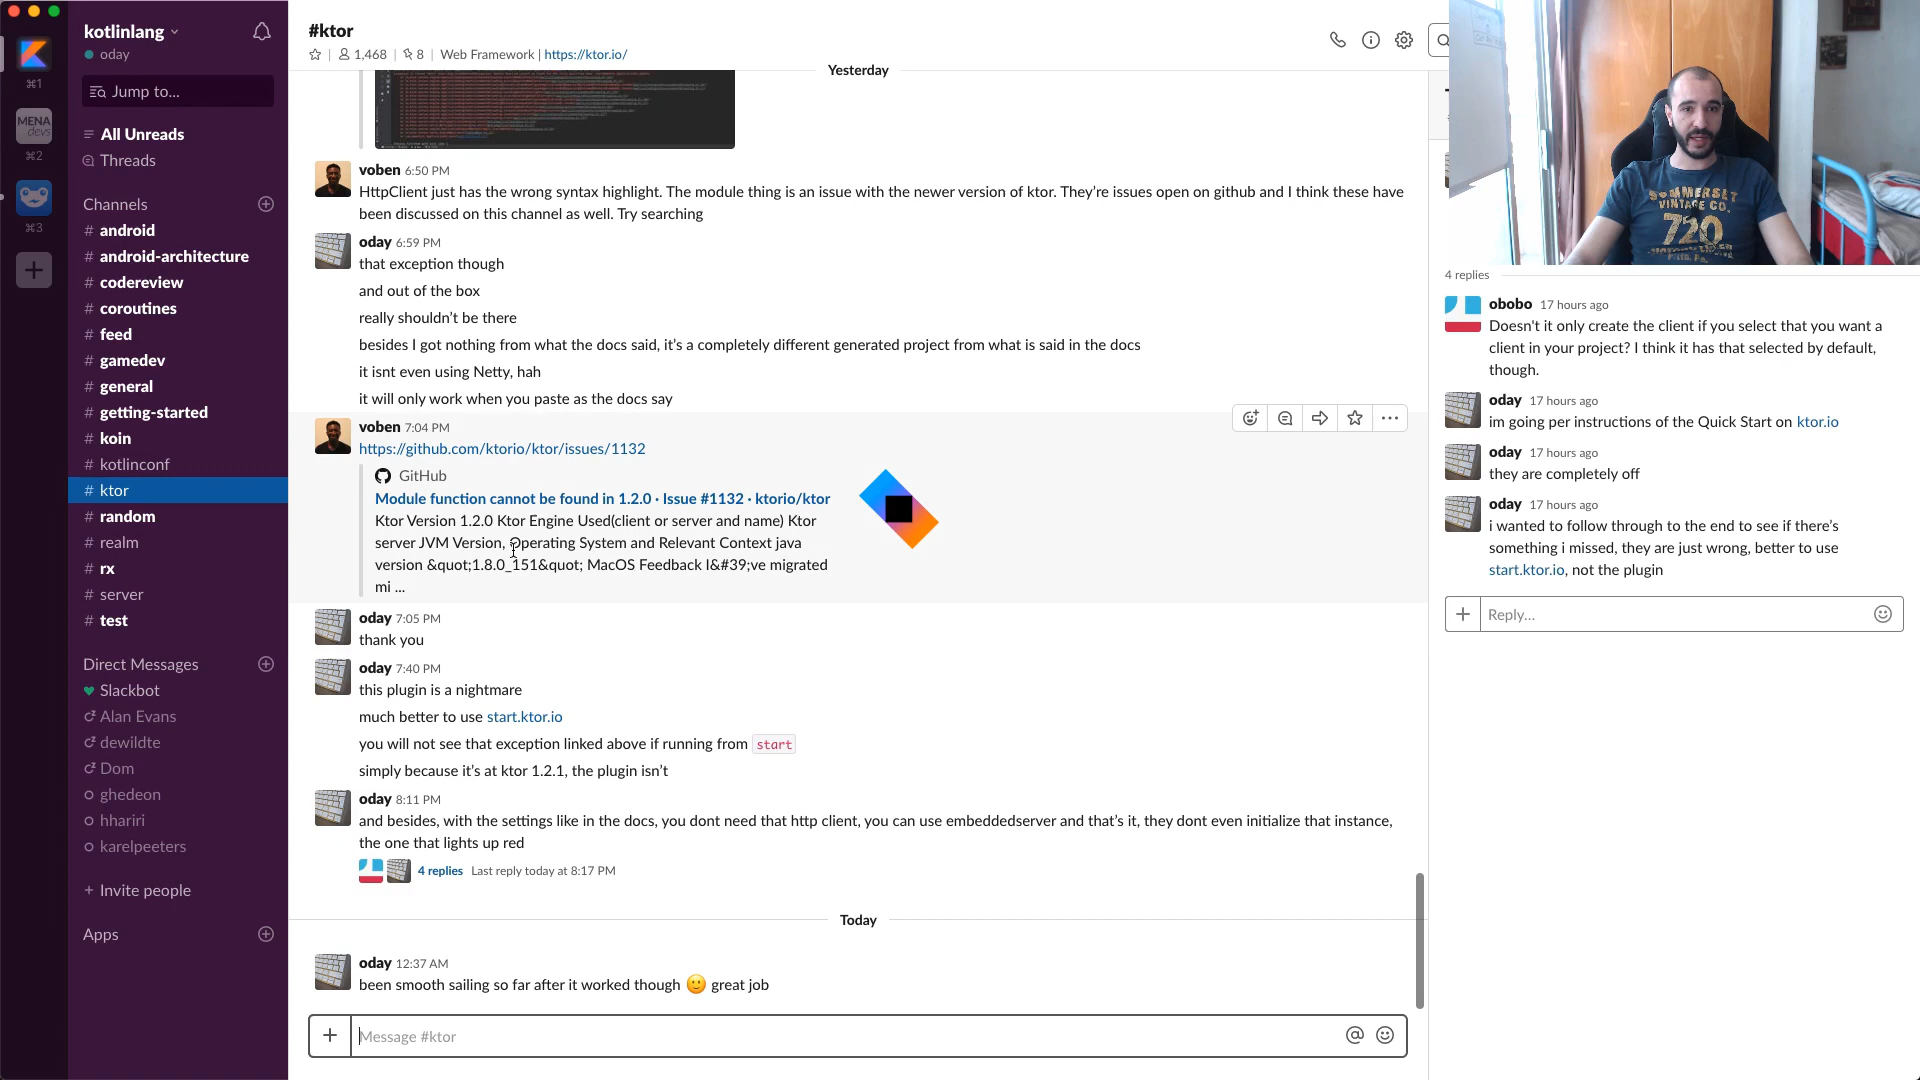 kotlinlang
oday
⌘1
Jump to...
MENA
devs
⌘2
⌘3
All Unreads
Threads
Channels
# android
# android-architecture
# codereview
# coroutines
# feed
# gamedev
# general
# getting-started
# koin
# kotlinconf
# ktor
# random
# realm
# rx
# server
# test
Direct Messages
Slackbot
Alan Evans
dewildte
Dom
ghedeon
hhariri
karelpeeters
+ Invite people
Apps
#ktor
1,468 | 8 | Web Framework | https://ktor.io/
Yesterday
voben 6:50 PM
HttpClient just has the wrong syntax highlight. The module thing is an issue with the newer version of ktor. They're issues open on github and I think these have
been discussed on this channel as well. Try searching
oday 6:59 PM
that exception though
and out of the box
really shouldn't be there
besides I got nothing from what the docs said, it's a completely different generated project from what is said in the docs
it isnt even using Netty, hah
it will only work when you paste as the docs say
voben 7:04 PM
https://github.com/ktorio/ktor/issues/1132
GitHub
Module function cannot be found in 1.2.0 · Issue #1132 · ktorio/ktor
Ktor Version 1.2.0 Ktor Engine Used(client or server and name) Ktor
server JVM Version, Operating System and Relevant Context java
version &quot;1.8.0_151&quot; MacOS Feedback I&#39;ve migrated
mi ...
oday 7:05 PM
thank you
oday 7:40 PM
this plugin is a nightmare
much better to use start.ktor.io
you will not see that exception linked above if running from start
simply because it's at ktor 1.2.1, the plugin isn't
oday 8:11 PM
and besides, with the settings like in the docs, you dont need that http client, you can use embeddedserver and that's it, they dont even initialize that instance,
the one that lights up red
4 replies Last reply today at 8:17 PM
Today
oday 12:37 AM
been smooth sailing so far after it worked though 🙂 great job
Message #ktor
SOMMERSET
VINTAGE CO.
720
4 replies
obobo 17 hours ago
Doesn't it only create the client if you select that you want a
client in your project? I think it has that selected by default,
though.
oday 17 hours ago
im going per instructions of the Quick Start on ktor.io
oday 17 hours ago
they are completely off
oday 17 hours ago
i wanted to follow through to the end to see if there's
something i missed, they are just wrong, better to use
start.ktor.io, not the plugin
Reply...